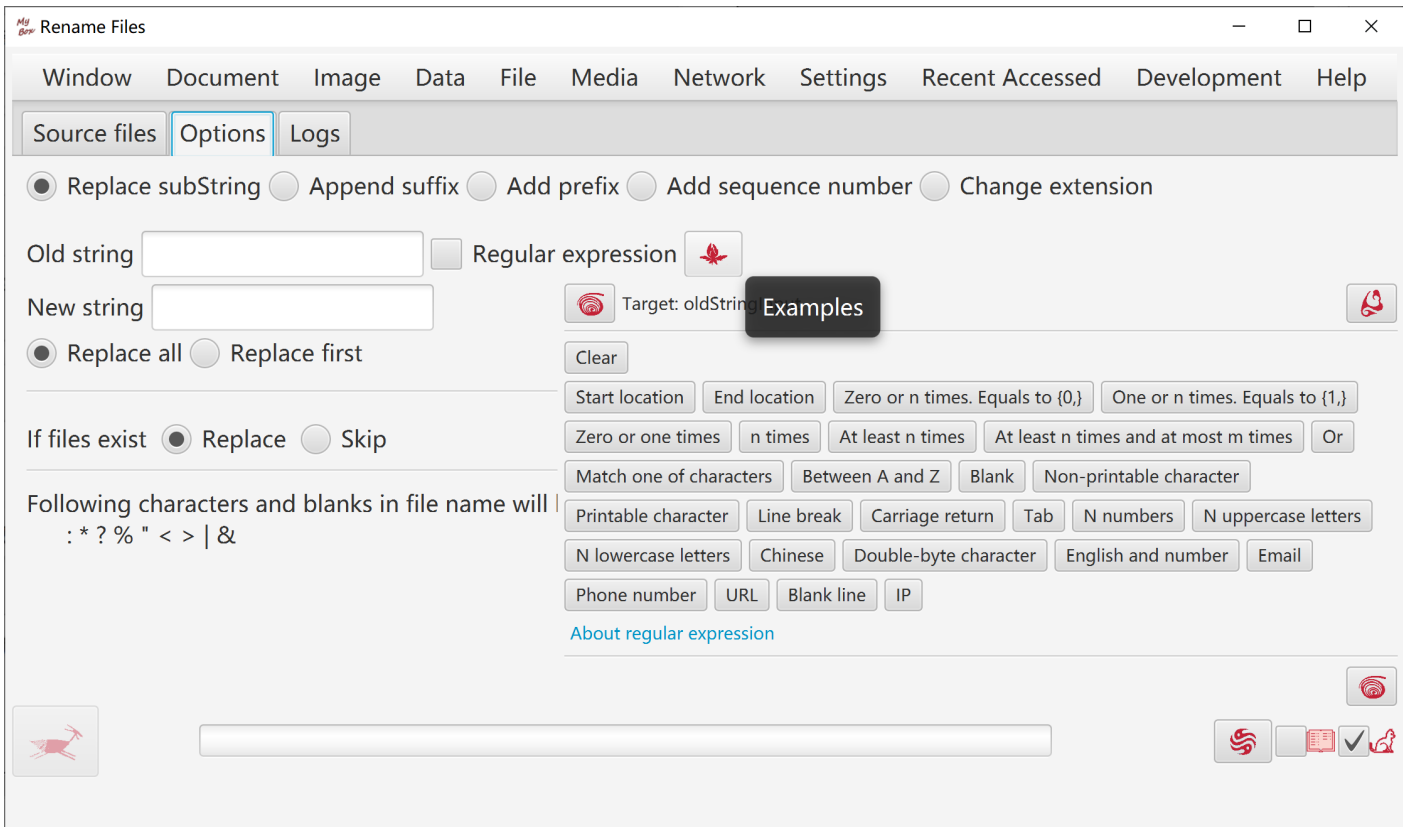 My Box Rename Files
Window Document Image Data File Media Network Settings Recent Accessed Development Help
Source files Options Logs
Replace subString Append suffix Add prefix Add sequence number Change extension
Old string Regular expression
New string
Target: oldString
Examples
Replace all Replace first
Clear
Start location End location Zero or n times. Equals to {0,} One or n times. Equals to {1,}
If files exist Replace Skip
Zero or one times n times At least n times At least n times and at most m times Or
Match one of characters Between A and Z Blank Non-printable character
Following characters and blanks in file name will
: * ? % " < > | &
Printable character Line break Carriage return Tab N numbers N uppercase letters
N lowercase letters Chinese Double-byte character English and number Email
Phone number URL Blank line IP
About regular expression